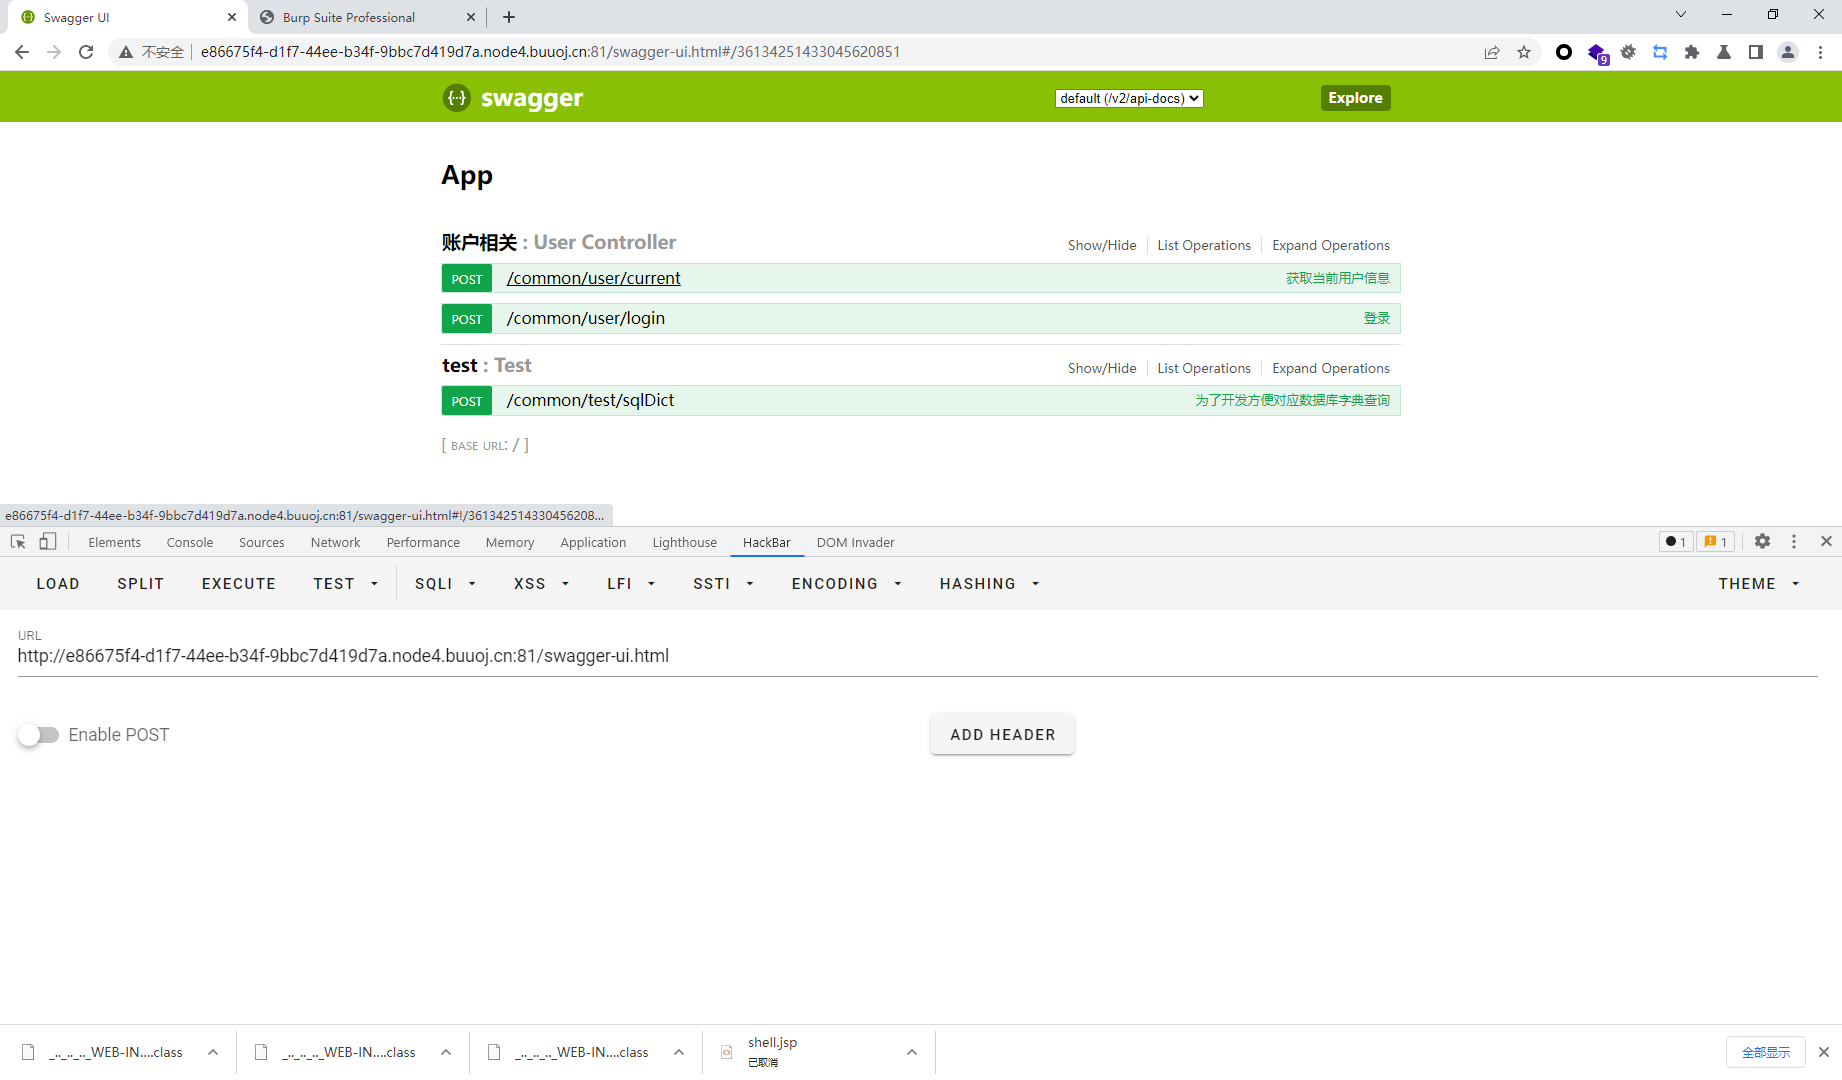 Swagger UI
Burp Suite Professional
不安全 e86675f4-d1f7-44ee-b34f-9bbc7d419d7a.node4.buuoj.cn:81/swagger-ui.html#/36134251433045620851
9
{···} swagger
default (/v2/api-docs)
Explore
App
账户相关 : User Controller
Show/Hide
List Operations
Expand Operations
POST /common/user/current 获取当前用户信息
POST /common/user/login 登录
test : Test
Show/Hide
List Operations
Expand Operations
POST /common/test/sqlDict 为了开发方便对应数据库字典查询
[ BASE URL: / ]
e86675f4-d1f7-44ee-b34f-9bbc7d419d7a.node4.buuoj.cn:81/swagger-ui.html#!/361342514330456208...
Elements Console Sources Network Performance Memory Application Lighthouse HackBar DOM Invader 1 1
LOAD SPLIT EXECUTE TEST SQLI XSS LFI SSTI ENCODING HASHING THEME
URL
http://e86675f4-d1f7-44ee-b34f-9bbc7d419d7a.node4.buuoj.cn:81/swagger-ui.html
Enable POST
ADD HEADER
_.._.._.._WEB-IN....class
_.._.._.._WEB-IN....class
_.._.._.._WEB-IN....class
shell.jsp
已取消
全部显示